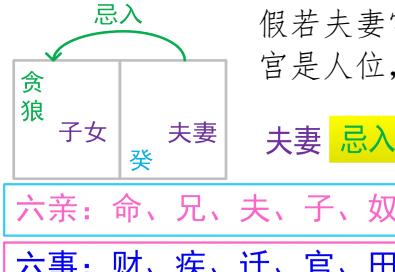 忌入
假若夫妻
宫是人位，
贪狼
子女
癸
夫妻
夫妻 忌入
六亲：命、兄、夫、子、奴
六事：财、疾、迁、官、田